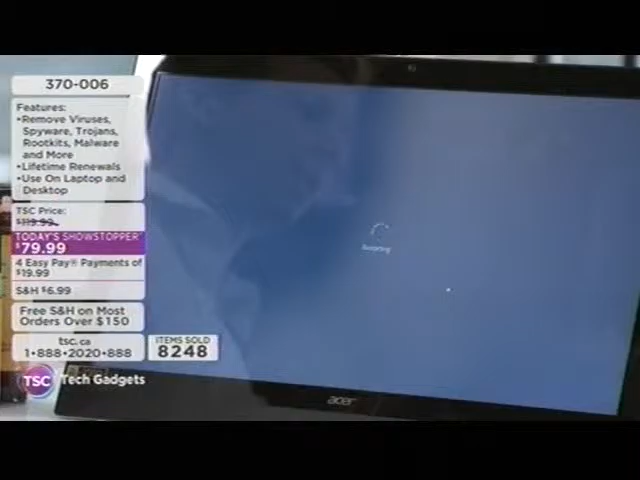 370-006
Features:
•Remove Viruses,
Spyware, Trojans,
Rootkits, Malware
and More
•Lifetime Renewals
•Use On Laptop and
Desktop
TSC Price:
$119.99
TODAY'S SHOWSTOPPER
$79.99
4 Easy Pay® Payments of
$19.99
S&H $6.99
Free S&H on Most
Orders Over $150
tsc.ca
1•888•2020•888
ITEMS SOLD
8248
TSC Tech Gadgets
acer